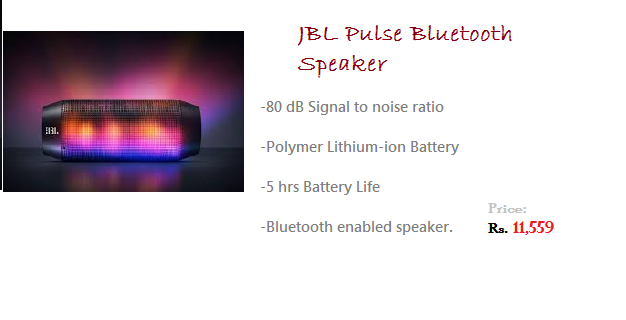 JBL Pulse Bluetooth
Speaker
JBL
-80 dB Signal to noise ratio
-Polymer Lithium-ion Battery
-5 hrs Battery Life
-Bluetooth enabled speaker.
Price:
Rs. 11,559